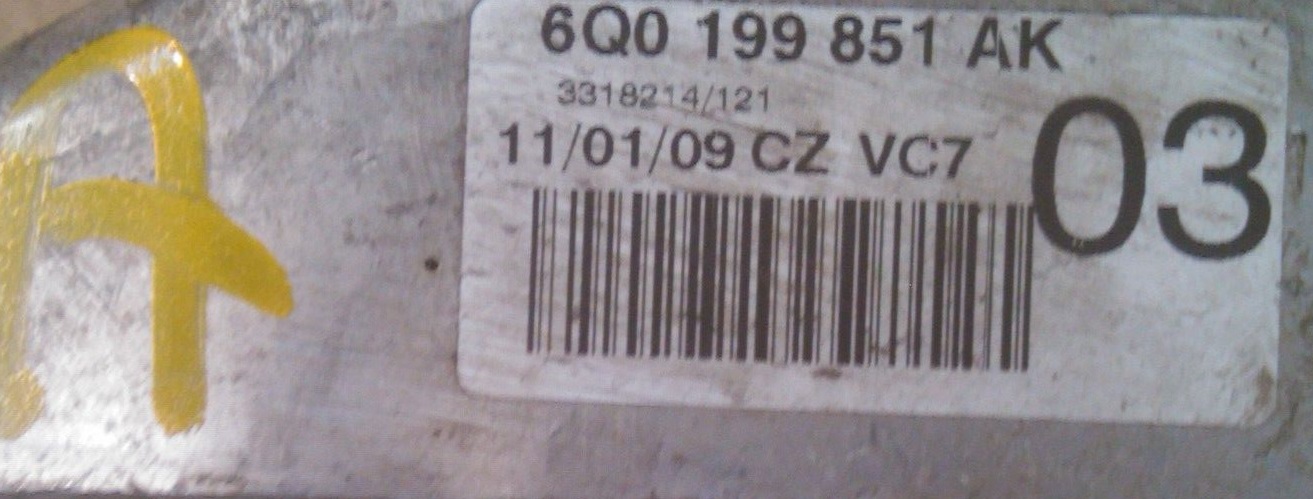 A
6Q0 199 851 AK
3318214/121
11/01/09 CZ VC7
03